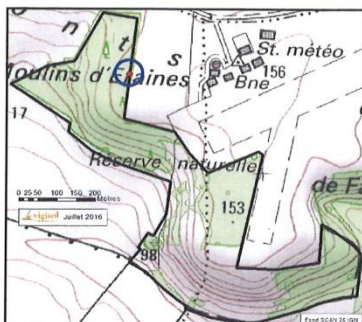 o
n
t
s
St. météo
156
Bne
Moulins d'Eraines
17
Réserve naturelle
de F
0 25 50 100 150 200
Mètres
153
Juillet 2016
98
Fond SCAN 25 IGN